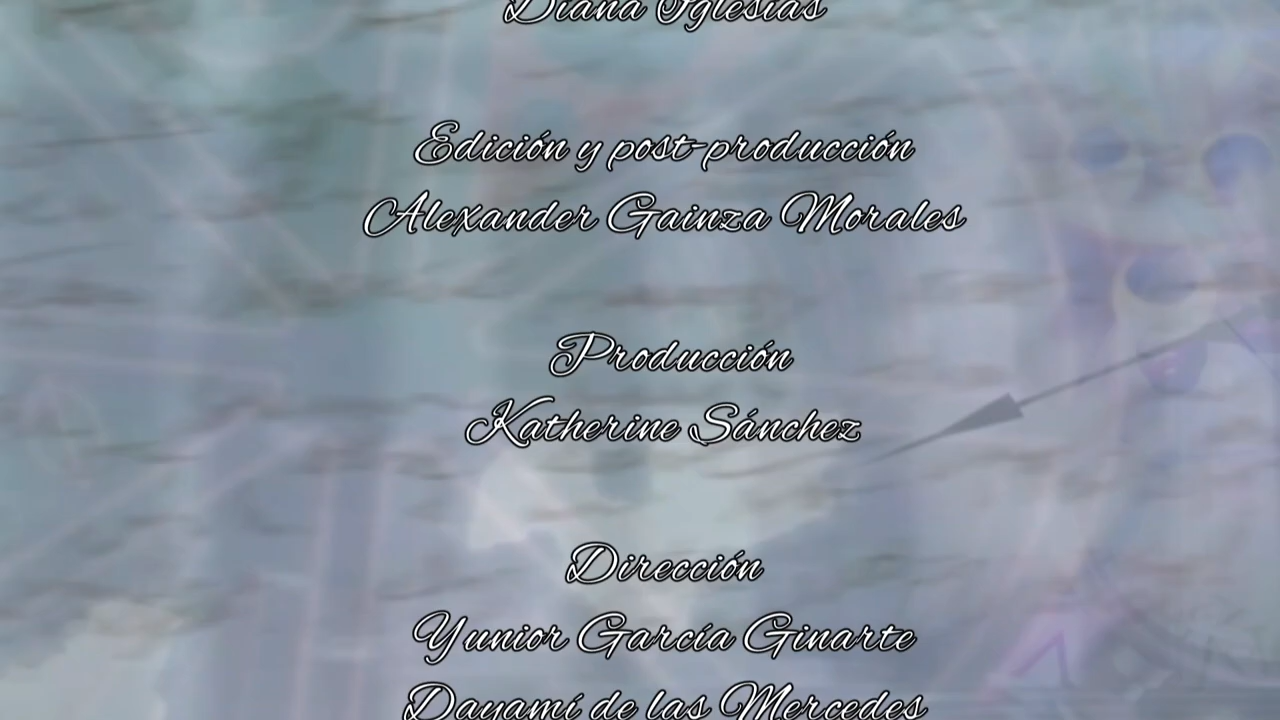 Diana Iglesias
Edición y post-producción
Alexander Gainza Morales
Producción
Katherine Sánchez
Dirección
Yunior García Ginarte
Dayamí de las Mercedes